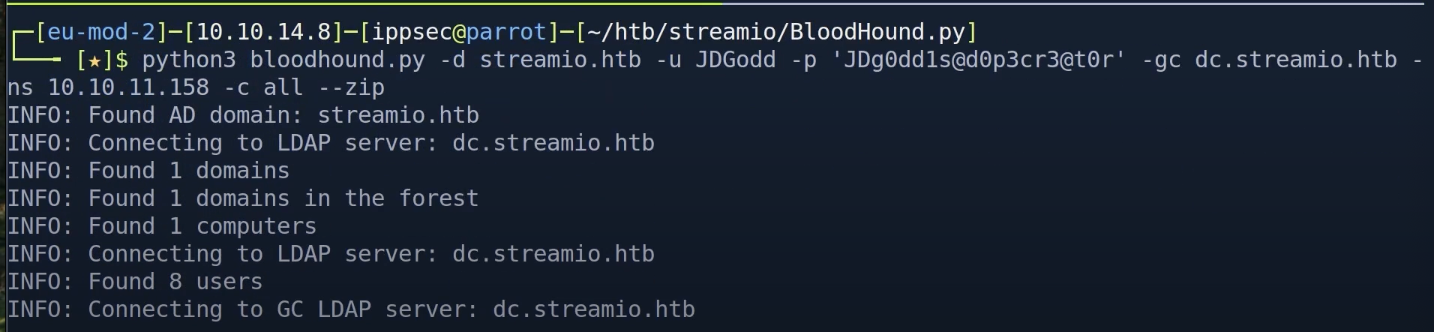 ┌─[eu-mod-2]─[10.10.14.8]─[ippsec@parrot]─[~/htb/streamio/BloodHound.py]
└──╼ [★]$ python3 bloodhound.py -d streamio.htb -u JDGodd -p 'JDg0dd1s@d0p3cr3@t0r' -gc dc.streamio.htb -
ns 10.10.11.158 -c all --zip
INFO: Found AD domain: streamio.htb
INFO: Connecting to LDAP server: dc.streamio.htb
INFO: Found 1 domains
INFO: Found 1 domains in the forest
INFO: Found 1 computers
INFO: Connecting to LDAP server: dc.streamio.htb
INFO: Found 8 users
INFO: Connecting to GC LDAP server: dc.streamio.htb